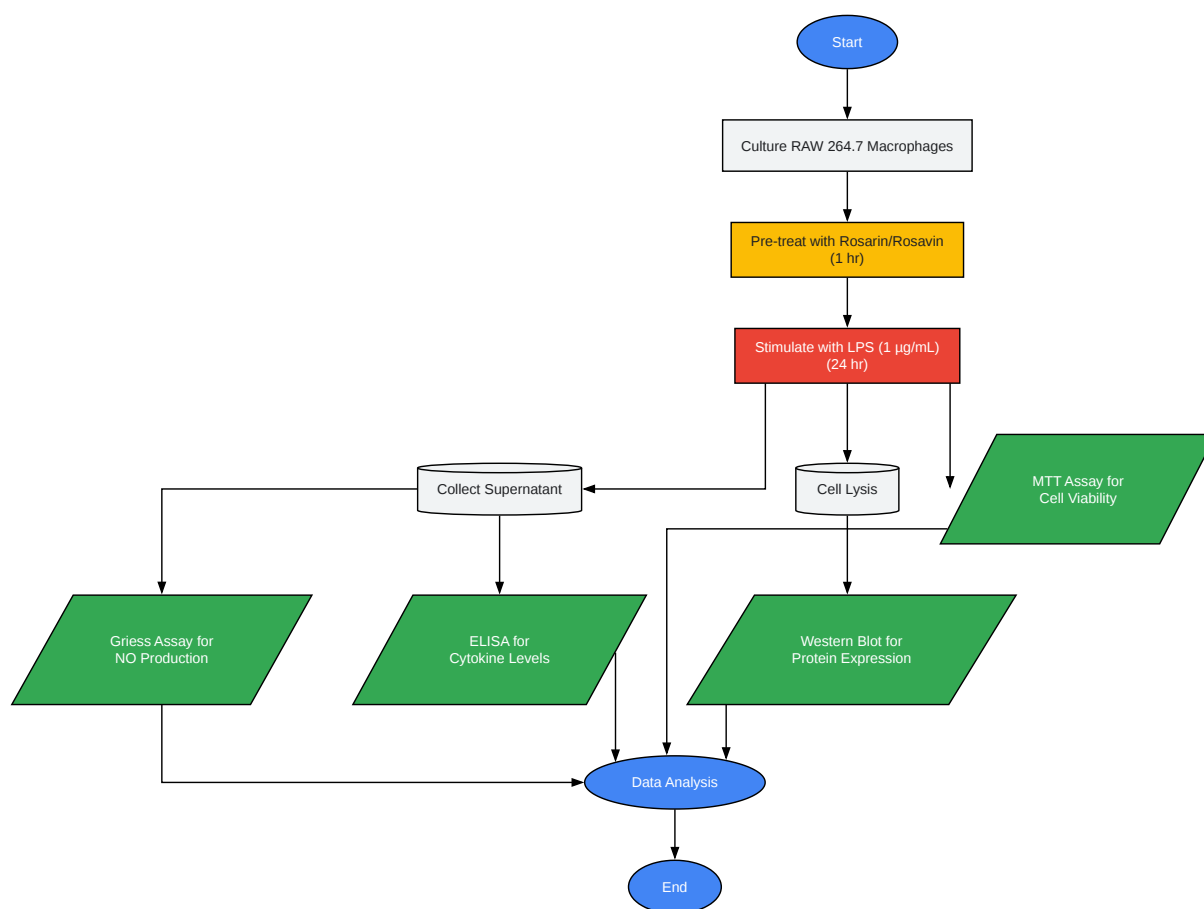 Start
Culture RAW 264.7 Macrophages
Pre-treat with Rosarin/Rosavin
(1 hr)
Stimulate with LPS (1 µg/mL)
(24 hr)
Collect Supernatant
Cell Lysis
MTT Assay for
Cell Viability
Griess Assay for
NO Production
ELISA for
Cytokine Levels
Western Blot for
Protein Expression
Data Analysis
End